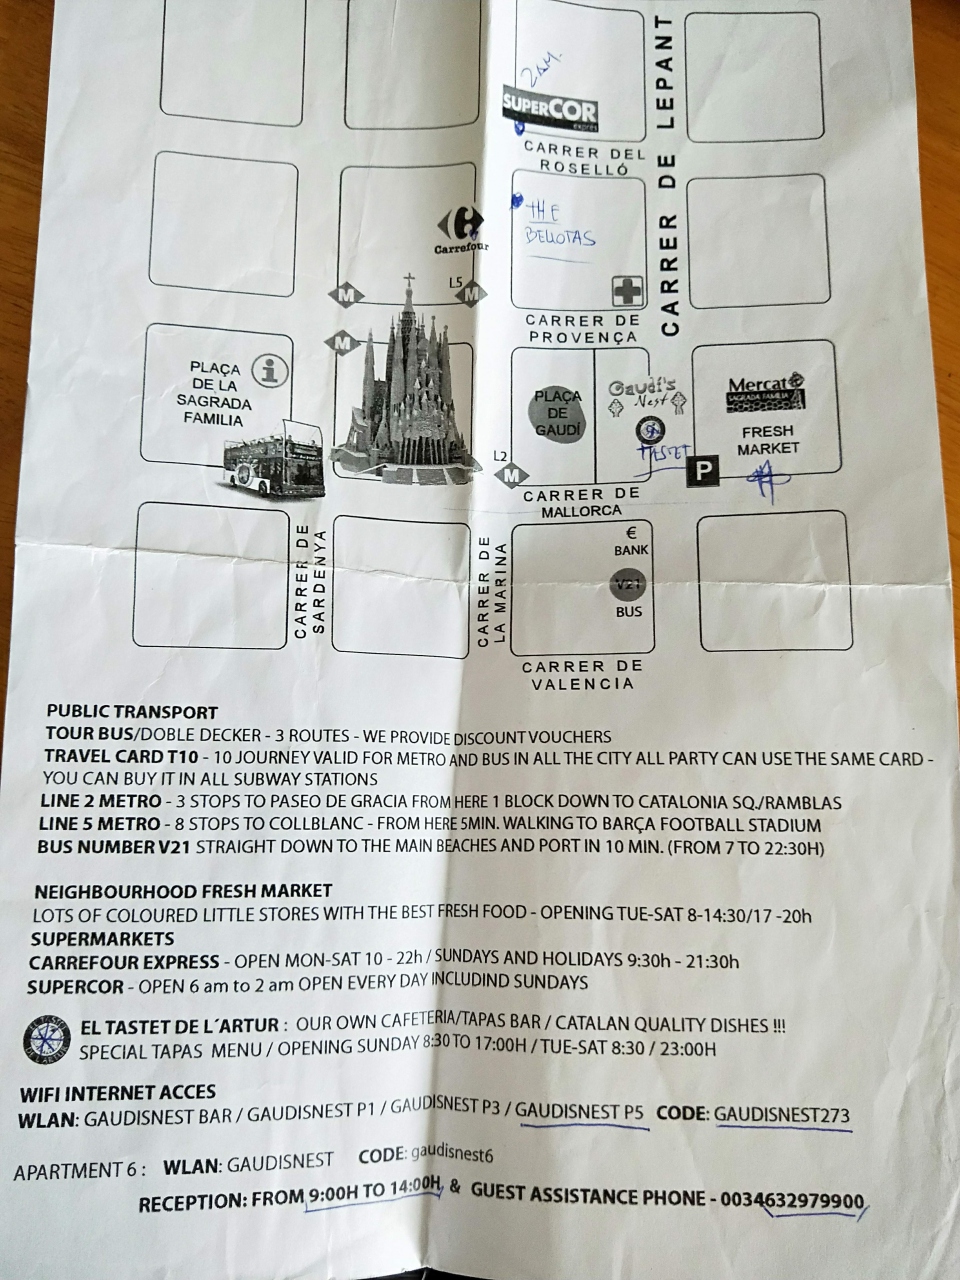 2AM.
SUPERCOR
exprés
CARRER DEL
ROSELLÓ
CARRER DE LEPANT
THE
BELLOTAS
Carrefour
L5
M
M
M
CARRER DE
PROVENÇA
PLAÇA
DE LA
SAGRADA
FAMILIA
i
PLAÇA
DE
GAUDÍ
Gaudí's
Nest
TASTET
Mercat
SAGRADA FAMILIA
FRESH
MARKET
P
L2
M
CARRER DE
MALLORCA
CARRER DE
SARDENYA
CARRER DE
LA MARINA
€
BANK
V21
BUS
CARRER DE
VALENCIA
PUBLIC TRANSPORT
TOUR BUS/DOBLE DECKER - 3 ROUTES - WE PROVIDE DISCOUNT VOUCHERS
TRAVEL CARD T10 - 10 JOURNEY VALID FOR METRO AND BUS IN ALL THE CITY ALL PARTY CAN USE THE SAME CARD -
YOU CAN BUY IT IN ALL SUBWAY STATIONS
LINE 2 METRO - 3 STOPS TO PASEO DE GRACIA FROM HERE 1 BLOCK DOWN TO CATALONIA SQ./RAMBLAS
LINE 5 METRO - 8 STOPS TO COLLBLANC - FROM HERE 5MIN. WALKING TO BARÇA FOOTBALL STADIUM
BUS NUMBER V21 STRAIGHT DOWN TO THE MAIN BEACHES AND PORT IN 10 MIN. (FROM 7 TO 22:30H)
NEIGHBOURHOOD FRESH MARKET
LOTS OF COLOURED LITTLE STORES WITH THE BEST FRESH FOOD - OPENING TUE-SAT 8-14:30/17 -20h
SUPERMARKETS
CARREFOUR EXPRESS - OPEN MON-SAT 10 - 22h / SUNDAYS AND HOLIDAYS 9:30h - 21:30h
SUPERCOR - OPEN 6 am to 2 am OPEN EVERY DAY INCLUDIND SUNDAYS
EL TASTET DE L´ARTUR : OUR OWN CAFETERIA/TAPAS BAR / CATALAN QUALITY DISHES !!!
SPECIAL TAPAS MENU / OPENING SUNDAY 8:30 TO 17:00H / TUE-SAT 8:30 / 23:00H
WIFI INTERNET ACCES
WLAN: GAUDISNEST BAR / GAUDISNEST P1 / GAUDISNEST P3 / GAUDISNEST P5 CODE: GAUDISNEST273
APARTMENT 6 : WLAN: GAUDISNEST CODE: gaudisnest6
RECEPTION: FROM 9:00H TO 14:00H, & GUEST ASSISTANCE PHONE - 0034632979900